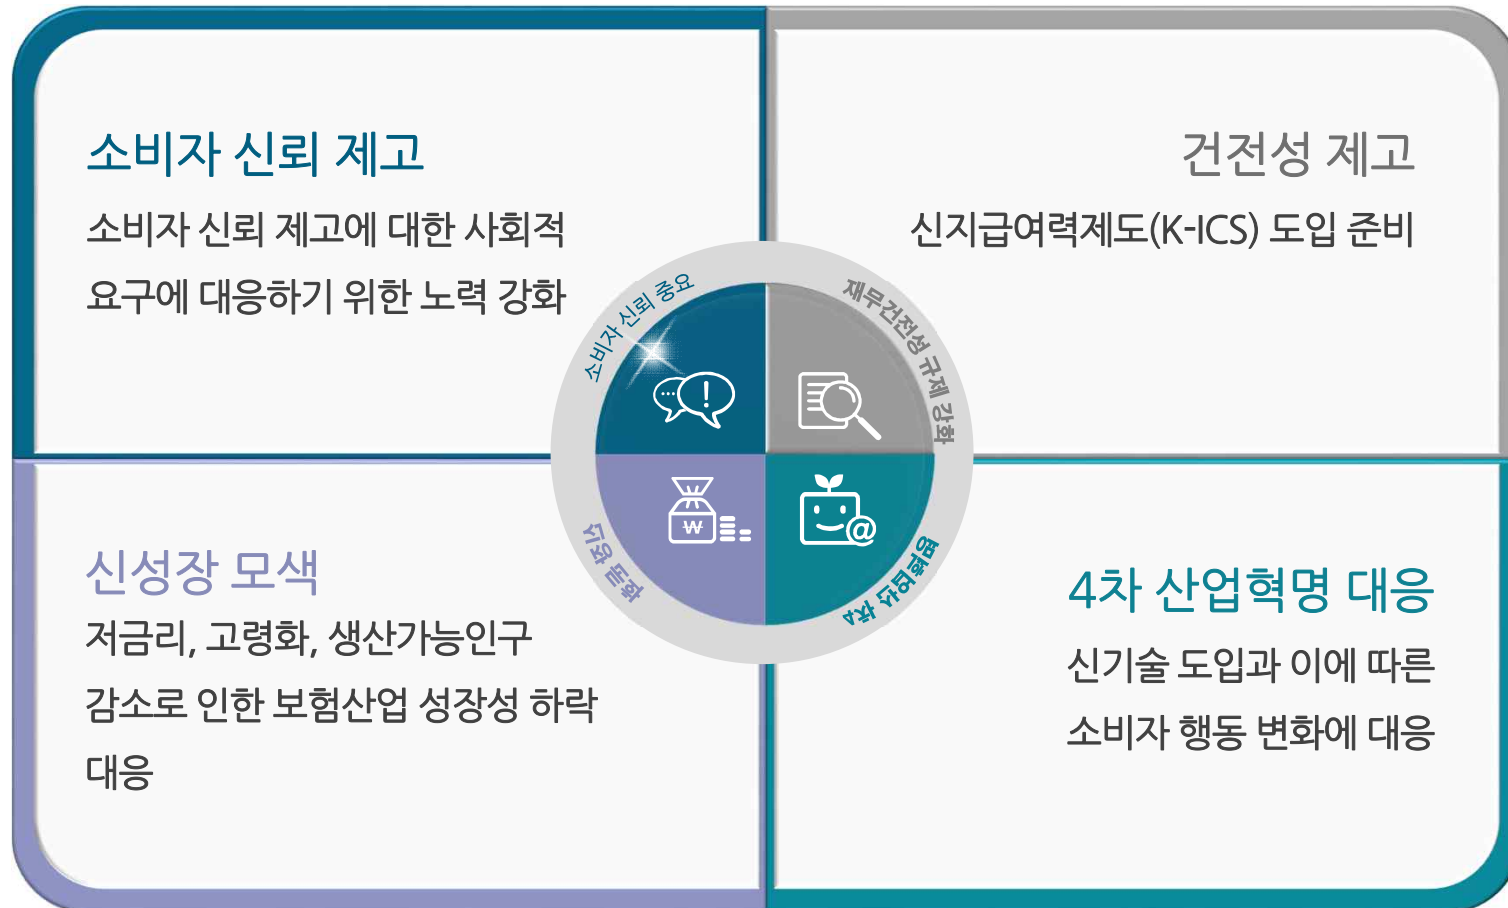 소비자 신뢰 제고
소비자 신뢰 제고에 대한 사회적
요구에 대응하기 위한 노력 강화
건전성 제고
신지급여력제도(K-ICS) 도입 준비
소비자 신뢰 중요
재무건전성 규제 강화
신성장 모색
저금리, 고령화, 생산가능인구
감소로 인한 보험산업 성장성 하락
대응
4차 산업혁명 대응
신기술 도입과 이에 따른
소비자 행동 변화에 대응
4차 산업혁명
₩
@